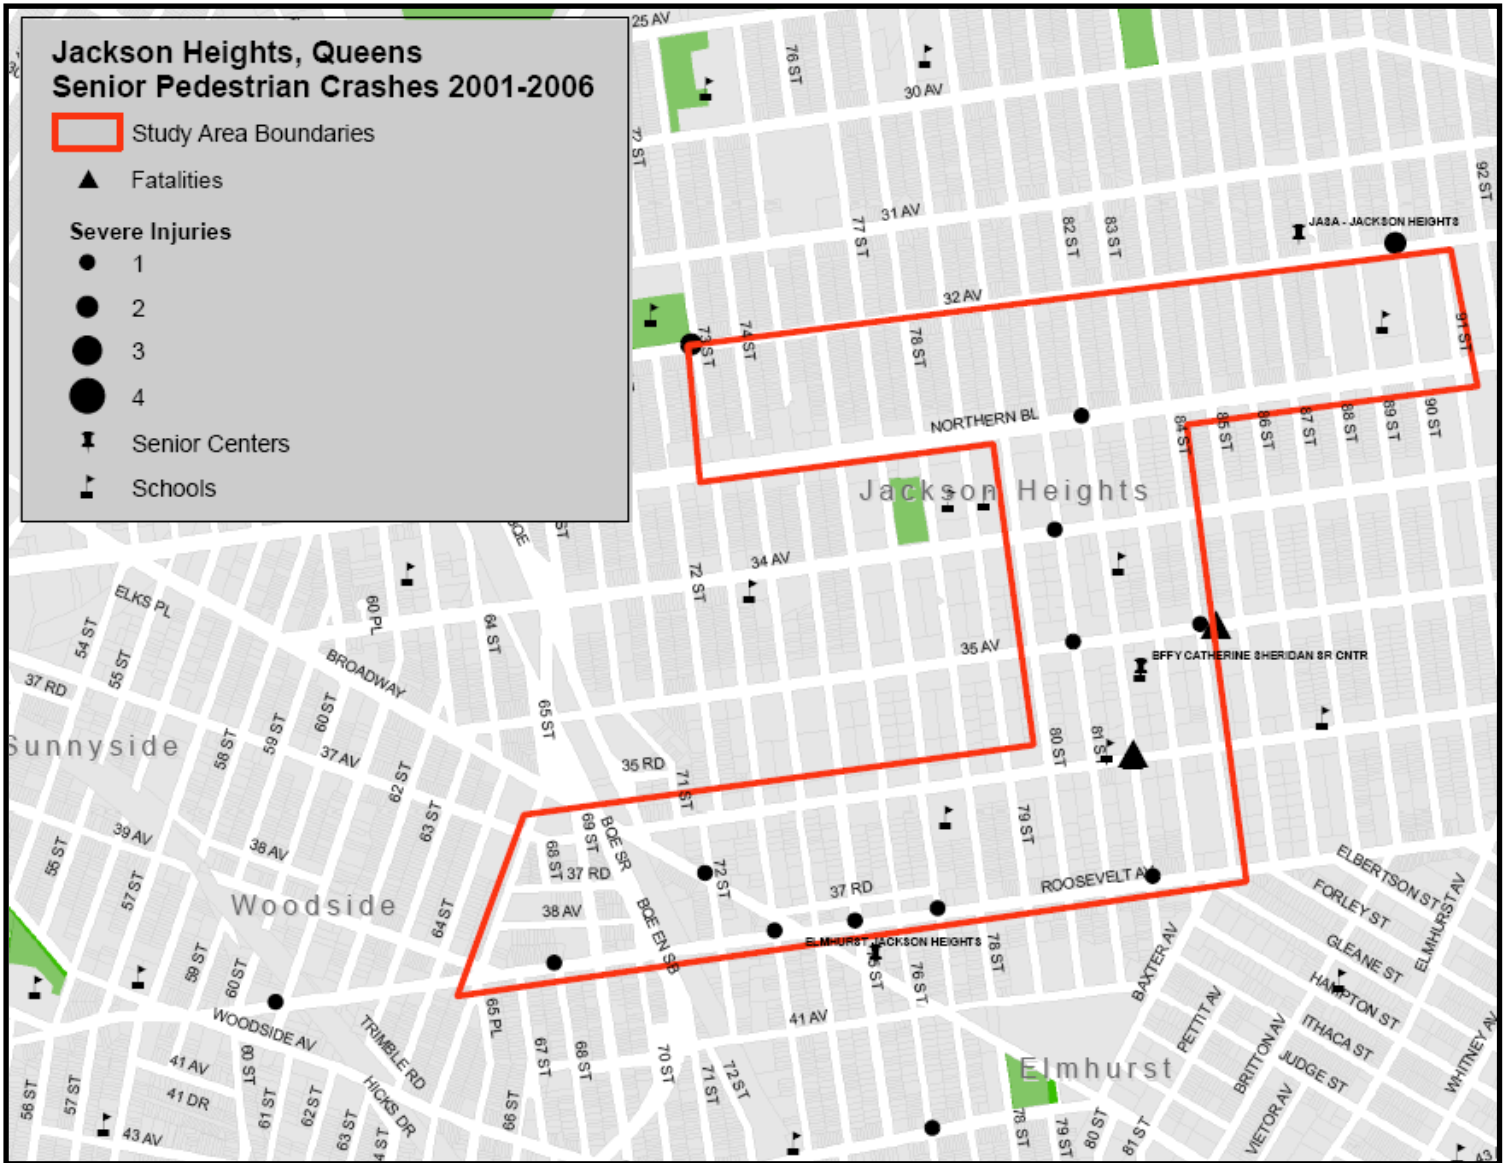 Jackson Heights, Queens
Senior Pedestrian Crashes 2001-2006
Study Area Boundaries
Fatalities
Severe Injuries
1
2
3
4
Senior Centers
Schools
25 AV
76 ST
30 AV
92 ST
31 AV
77 ST
82 ST
83 ST
JASA - JACKSON HEIGHTS
32 AV
73 ST
74 ST
78 ST
91 ST
NORTHERN BL
84 ST
85 ST
86 ST
87 ST
88 ST
89 ST
90 ST
Jackson Heights
BQE
ST
34 AV
72 ST
ELKS PL
60 PL
64 ST
54 ST
55 ST
BROADWAY
35 AV
EFFY CATHERINE SHERIDAN SR CNTR
37 RD
Sunnyside
58 ST
59 ST
60 ST
37 AV
65 ST
80 ST
81 ST
35 RD
71 ST
62 ST
63 ST
39 AV
38 AV
55 ST
57 ST
68 ST
69 ST
BQE SR
79 ST
37 RD
72 ST
37 RD
ROOSEVELT AV
38 AV
Woodside
64 ST
BQE EN SB
ELMHURST JACKSON HEIGHTS
75 ST
76 ST
78 ST
ELBERTSON ST
FORLEY ST
GLEANE ST
HAMPTON ST
ITHACA ST
JUDGE ST
ELMHURST AV
BAXTER AV
59 ST
60 ST
WOODSIDE AV
65 PL
41 AV
PETTIT AV
BRITTON AV
WHITNEY AV
TRIMBLE RD
67 ST
68 ST
70 ST
71 ST
72 ST
Elmhurst
41 AV
41 DR
60 ST
HICKS DR
56 ST
57 ST
61 ST
62 ST
63 ST
66 ST
78 ST
79 ST
80 ST
81 ST
VIETOR AV
43 AV
4 ST
43